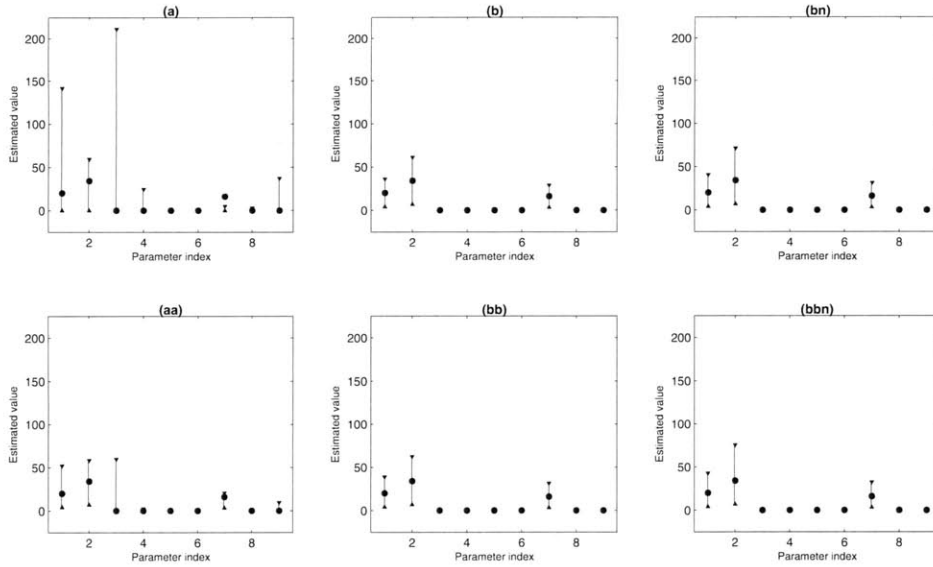 (a)
200
150
100
50
0
Estimated value
2 4 6 8
Parameter index
(b)
200
150
100
50
0
Estimated value
2 4 6 8
Parameter index
(bn)
200
150
100
50
0
Estimated value
2 4 6 8
Parameter index
(aa)
200
150
100
50
0
Estimated value
2 4 6 8
Parameter index
(bb)
200
150
100
50
0
Estimated value
2 4 6 8
Parameter index
(bbn)
200
150
100
50
0
Estimated value
2 4 6 8
Parameter index